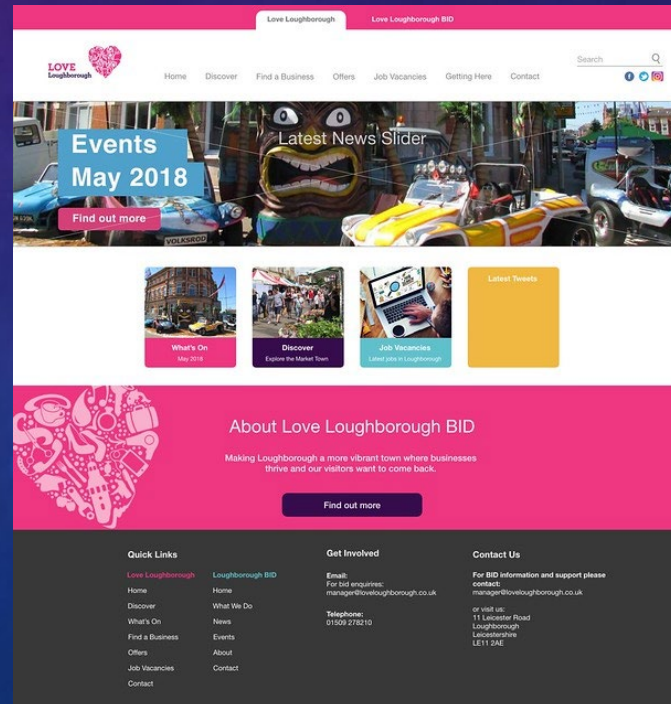 Love Loughborough
Love Loughborough BID
LOVE
Loughborough
Home
Discover
Find a Business
Offers
Job Vacancies
Getting Here
Contact
Search
Events
May 2018
Latest News Slider
Find out more
VOLKSROD
What's On
May 2018
Discover
Explore the Market Town
Job Vacancies
Latest jobs in Loughborough
Latest Tweets
About Love Loughborough BID
Making Loughborough a more vibrant town where businesses
thrive and our visitors want to come back.
Find out more
Quick Links
Love Loughborough
Home
Discover
What's On
Find a Business
Offers
Job Vacancies
Contact
Loughborough BID
Home
What We Do
News
Events
About
Contact
Get Involved
Email:
For bid enquirires:
manager@loveloughborough.co.uk
Telephone:
01509 278210
Contact Us
For BID information and support please
contact:
manager@loveloughborough.co.uk
or visit us:
11 Leicester Road
Loughborough
Leicestershire
LE11 2AE